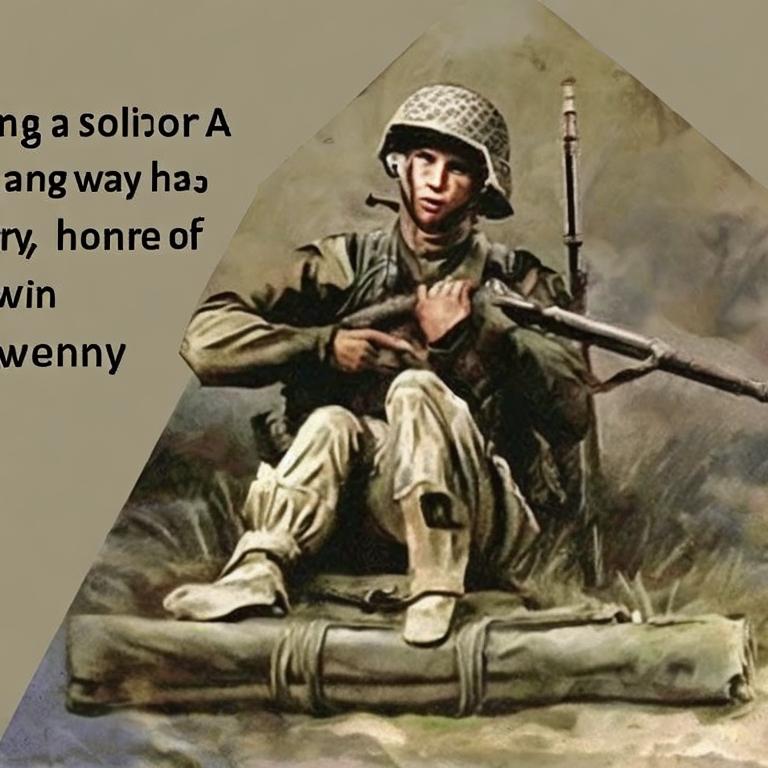 ng a soliɔor A
ang way haɔ
ry, honre of
win
wenny